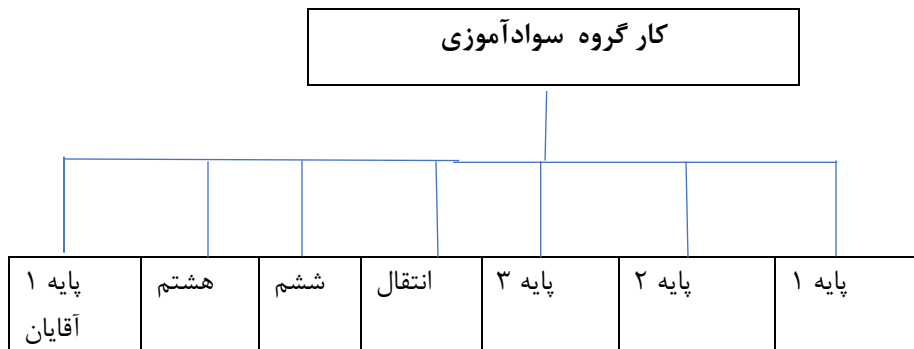 کار گروه سوادآموزی
پایه ۱
پایه ۲
پایه ۳
انتقال
ششم
هشتم
پایه ۱
آقایان